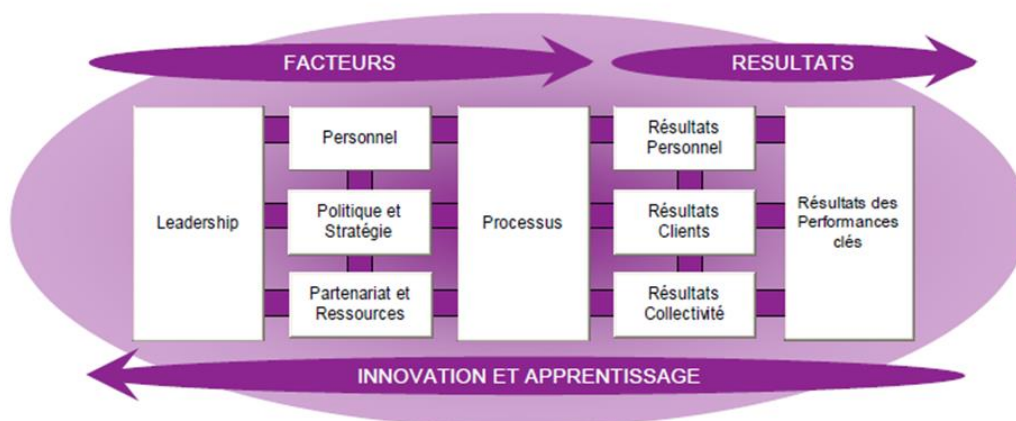 FACTEURS
RESULTATS
Leadership
Personnel
Politique et
Stratégie
Partenariat et
Ressources
Processus
Résultats
Personnel
Résultats
Clients
Résultats
Collectivité
Résultats des
Performances
clés
INNOVATION ET APPRENTISSAGE